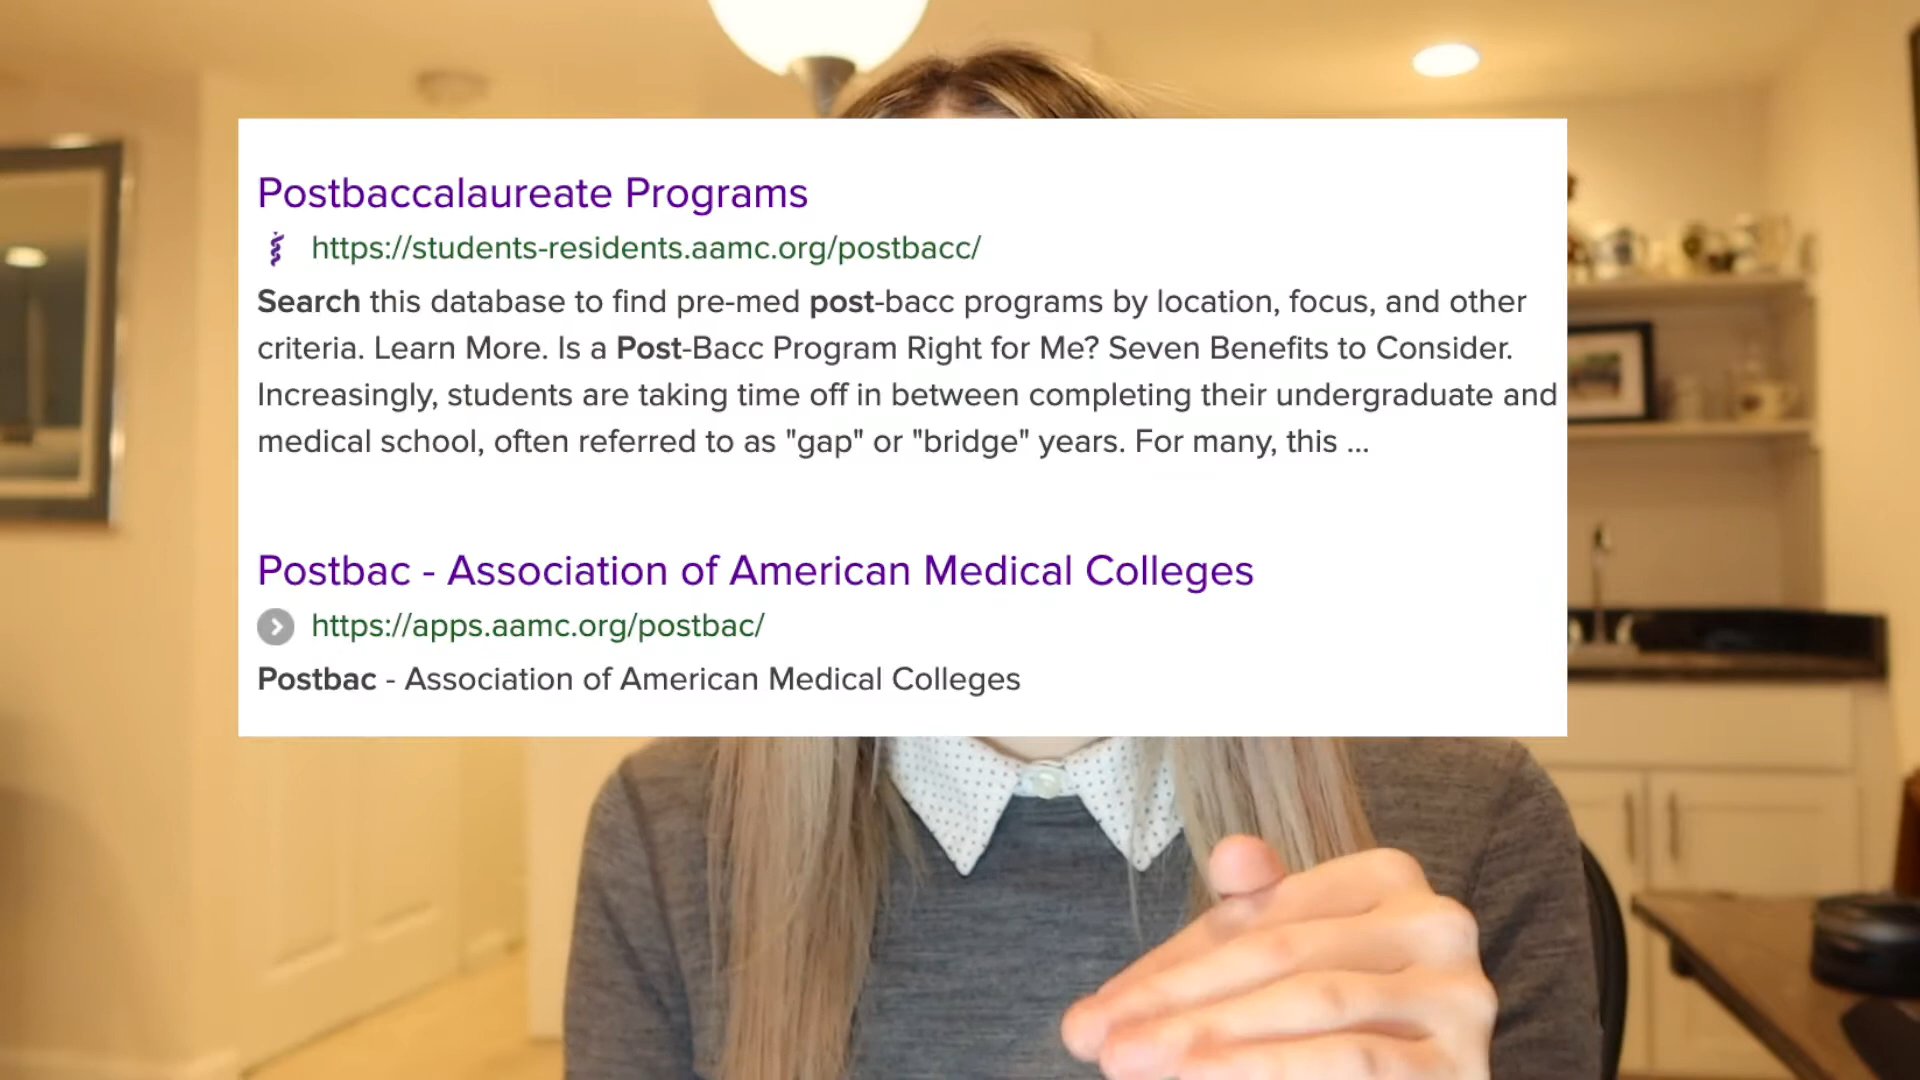 Postbaccalaureate Programs
https://students-residents.aamc.org/postbacc/
Search this database to find pre-med post-bacc programs by location, focus, and other
criteria. Learn More. Is a Post-Bacc Program Right for Me? Seven Benefits to Consider.
Increasingly, students are taking time off in between completing their undergraduate and
medical school, often referred to as "gap" or "bridge" years. For many, this ...
Postbac - Association of American Medical Colleges
https://apps.aamc.org/postbac/
Postbac - Association of American Medical Colleges